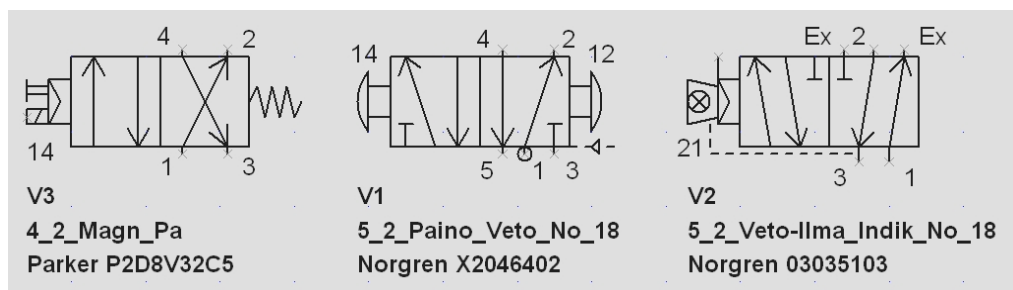 4 2
14
1 3
V3
4_2_Magn_Pa
Parker P2D8V32C5
14 4 2 12
5 1 3
V1
5_2_Paino_Veto_No_18
Norgren X2046402
Ex 2 Ex
21
3 1
V2
5_2_Veto-Ilma_Indik_No_18
Norgren 03035103